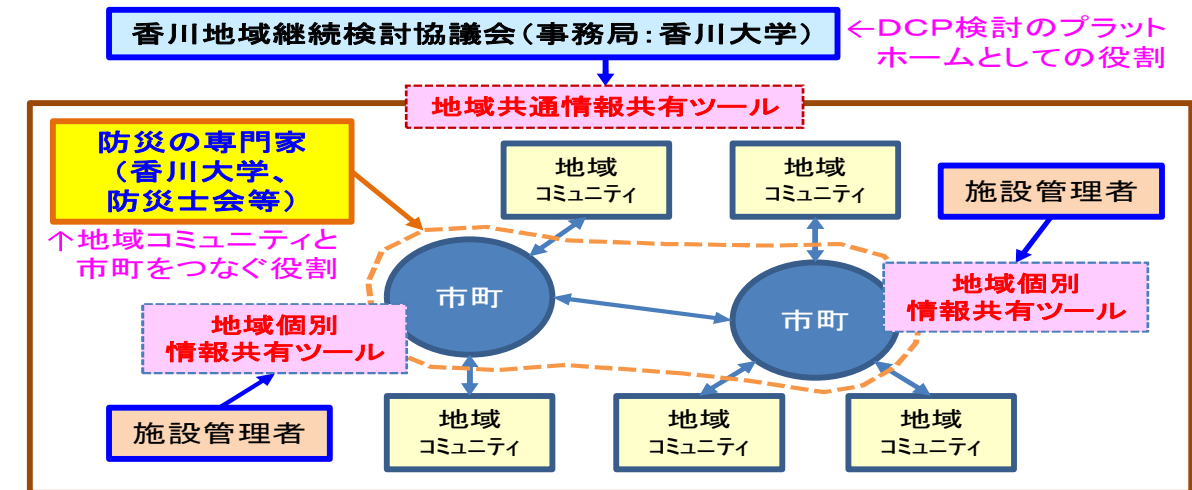 香川地域継続検討協議会(事務局:香川大学)
←DCP検討のプラット
ホームとしての役割
地域共通情報共有ツール
防災の専門家
(香川大学、
防災士会等)
↑地域コミュニティと
市町をつなぐ役割
地域
コミュニティ
地域
コミュニティ
施設管理者
市町
市町
地域個別
情報共有ツール
地域個別
情報共有ツール
施設管理者
地域
コミュニティ
地域
コミュニティ
地域
コミュニティ